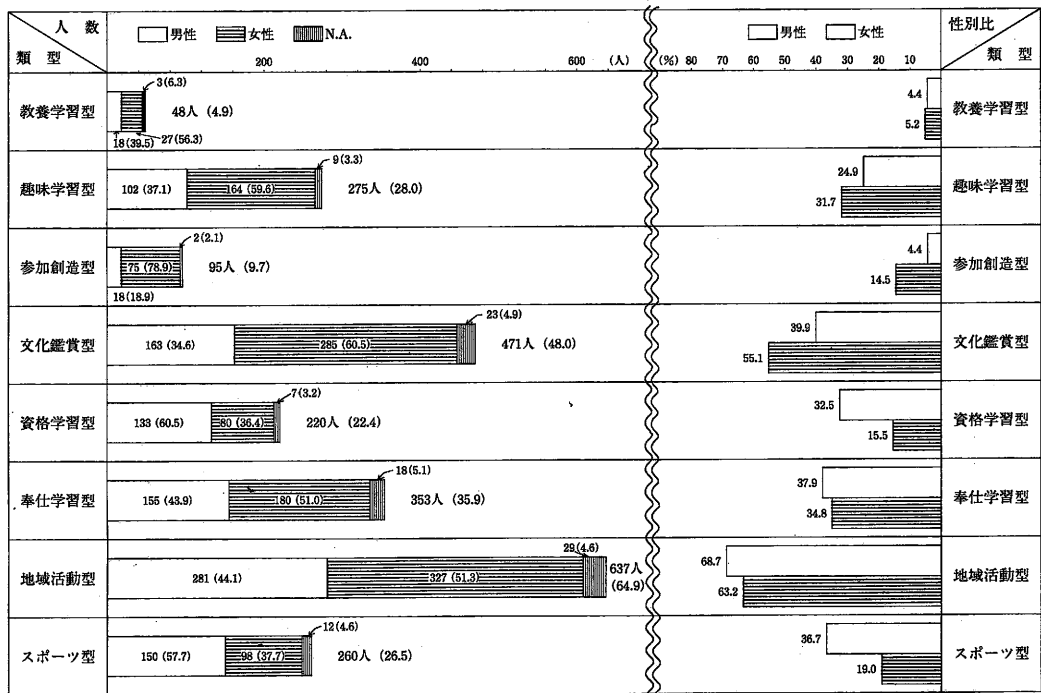 人数
類型
男性 女性 N.A.
200 400 600 (人)
(%) 80 70 60 50 40 30 20 10
男性 女性
性別比
類型
教養学習型
3(6.3)
48人 (4.9)
18(39.5) 27(56.3)
4.4
5.2
教養学習型
趣味学習型
9(3.3)
102 (37.1) 164 (59.6) 275人 (28.0)
24.9
31.7
趣味学習型
参加創造型
2(2.1)
75 (78.9) 95人 (9.7)
18(18.9)
4.4
14.5
参加創造型
文化鑑賞型
23(4.9)
163 (34.6) 285 (60.5) 471人 (48.0)
39.9
55.1
文化鑑賞型
資格学習型
7(3.2)
133 (60.5) 80 (36.4) 220人 (22.4)
32.5
15.5
資格学習型
奉仕学習型
18(5.1)
155 (43.9) 180 (51.0) 353人 (35.9)
37.9
34.8
奉仕学習型
地域活動型
29(4.6)
281 (44.1) 327 (51.3) 637人
(64.9)
68.7
63.2
地域活動型
スポーツ型
12(4.6)
150 (57.7) 98 (37.7) 260人 (26.5)
36.7
19.0
スポーツ型